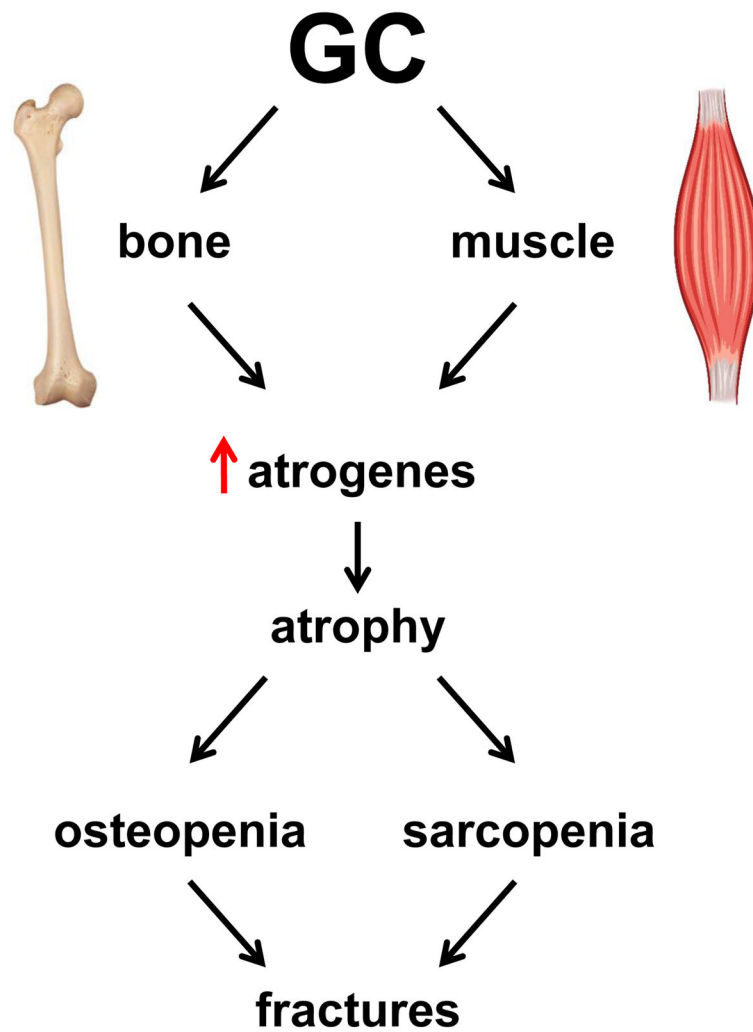 GC
bone
muscle
atrogenes
atrophy
osteopenia
sarcopenia
fractures